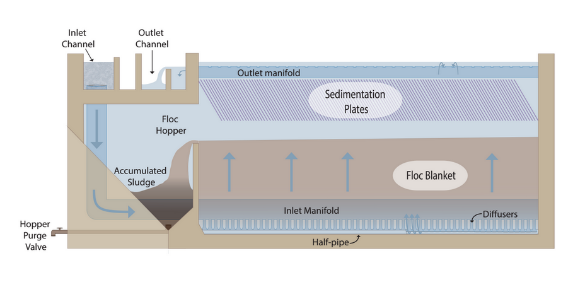 Inlet
Channel
Outlet
Channel
Outlet manifold
Sedimentation
Plates
Floc
Hopper
Accumulated
Sludge
Floc Blanket
Inlet Manifold
Diffusers
Hopper
Purge
Valve
Half-pipe